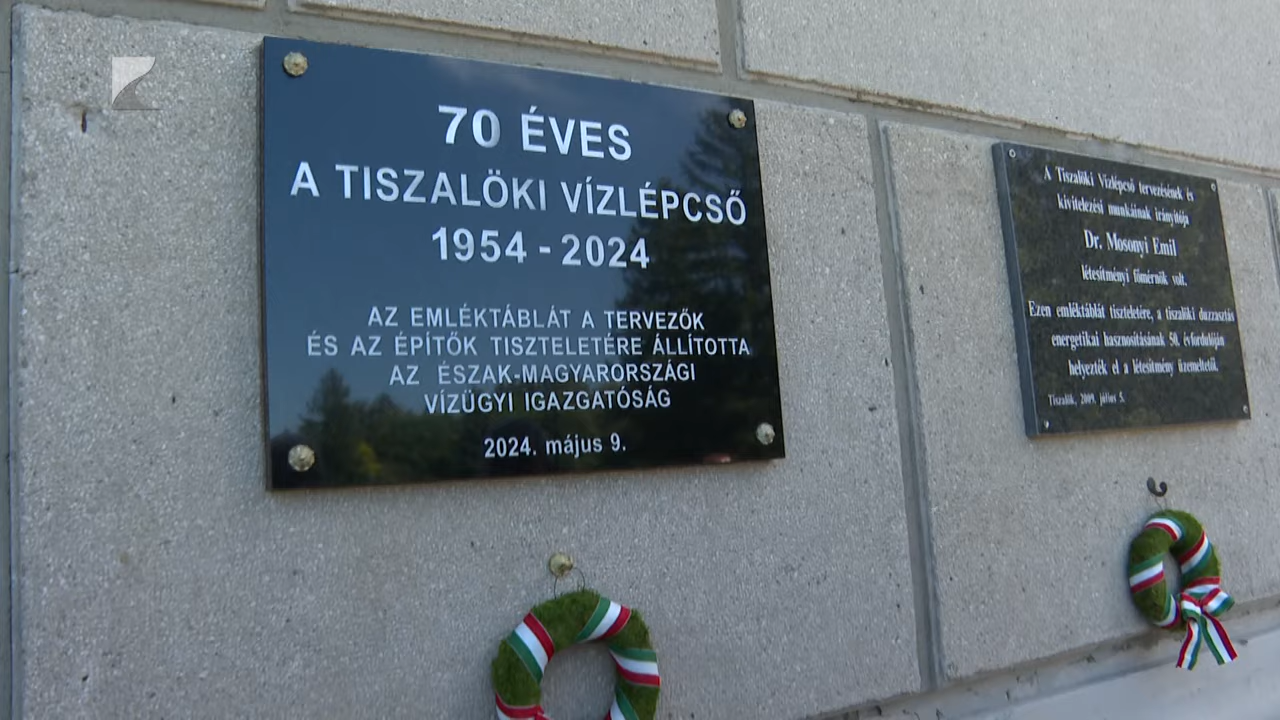 70 ÉVES
A TISZALÖKI VÍZLÉPCSŐ
1954 - 2024
AZ EMLÉKTÁBLÁT A TERVEZŐK
ÉS AZ ÉPÍTŐK TISZTELETÉRE ÁLLÍTOTTA
AZ ÉSZAK-MAGYARORSZÁGI
VÍZÜGYI IGAZGATÓSÁG
2024. május 9.
A Tiszalöki Vízlépcső tervezésének és
kivitelezési munkáinak irányítója
Dr. Mosonyi Emil
létesítményi főmérnök volt.
Ezen emléktáblát tiszteletére, a tiszalöki duzzasztás
energetikai hasznosításának 50. évfordulóján
helyezték el a létesítmény üzemeltetői.
Tiszalök, 2009. július 5.